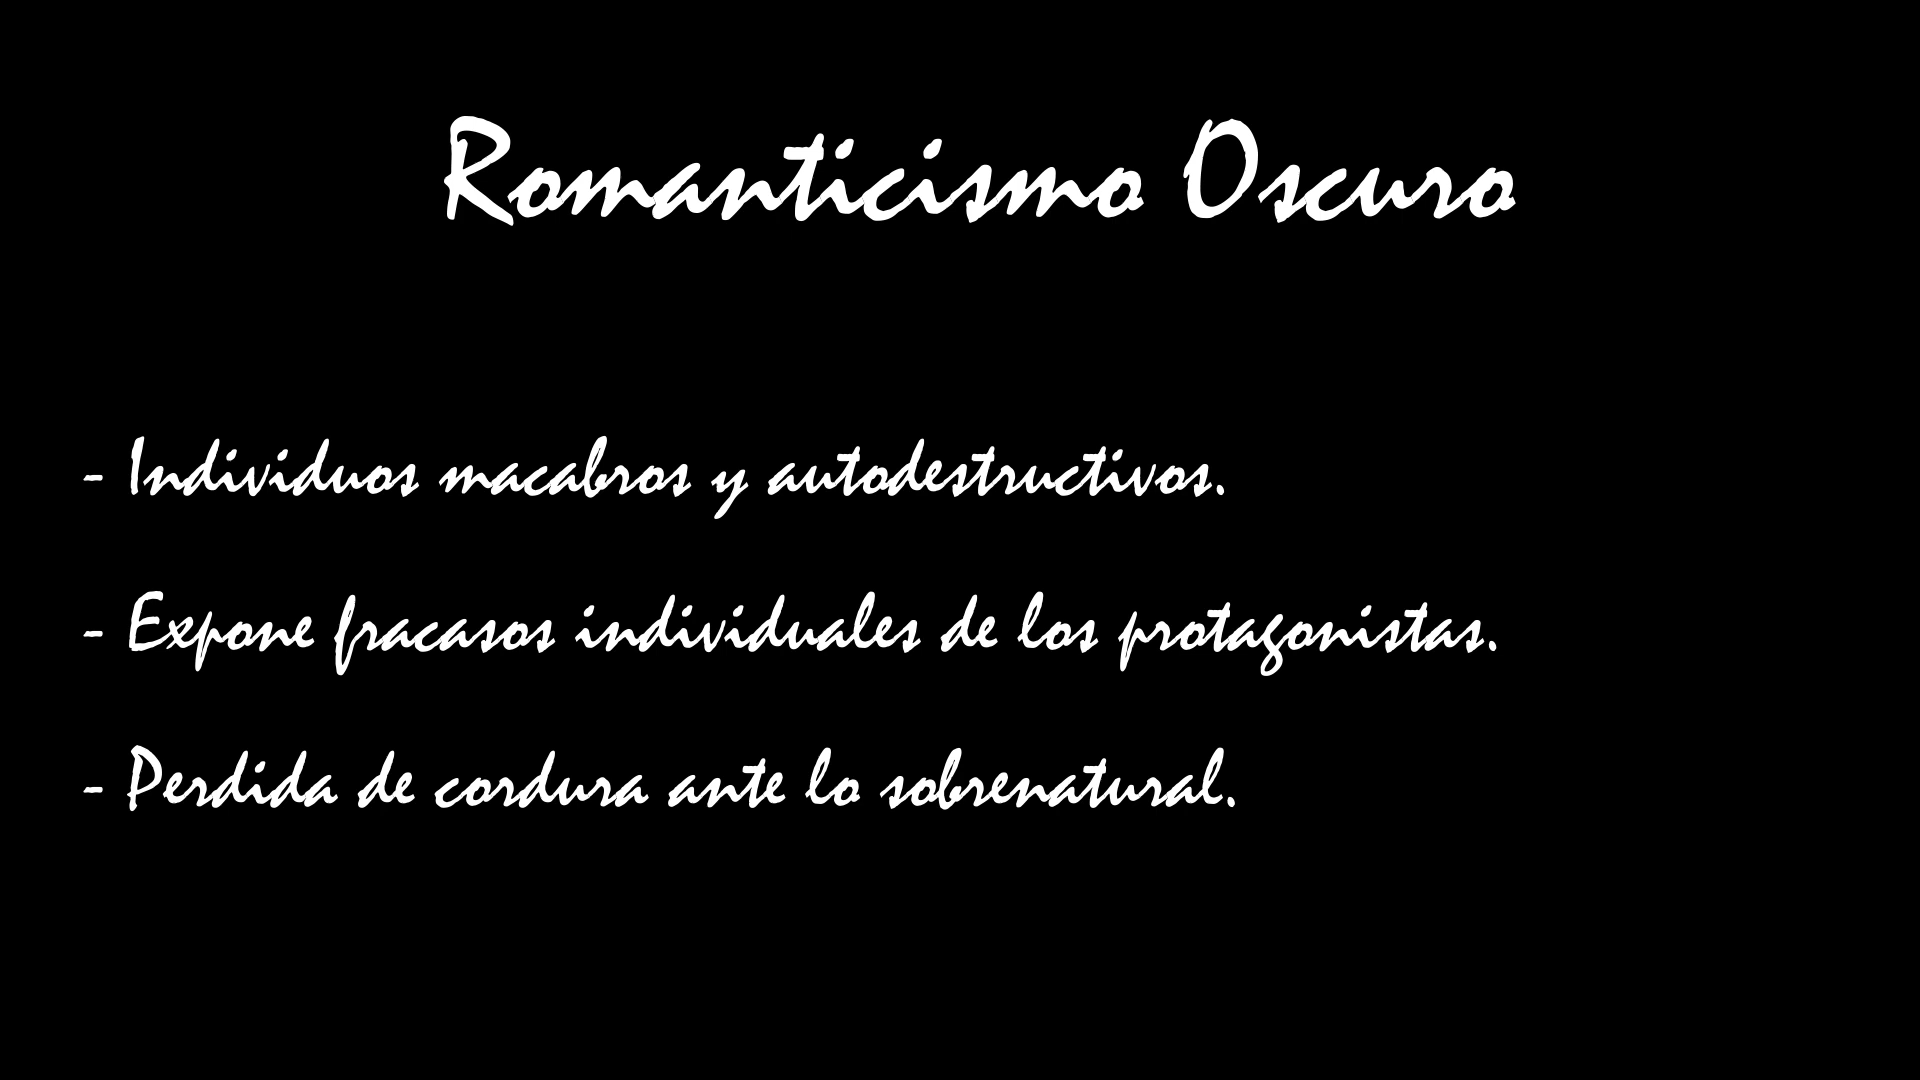 Romanticismo Oscuro
- Individuos macabros y autodestructivos.
- Expone fracasos individuales de los protagonistas.
- Perdida de cordura ante lo sobrenatural.